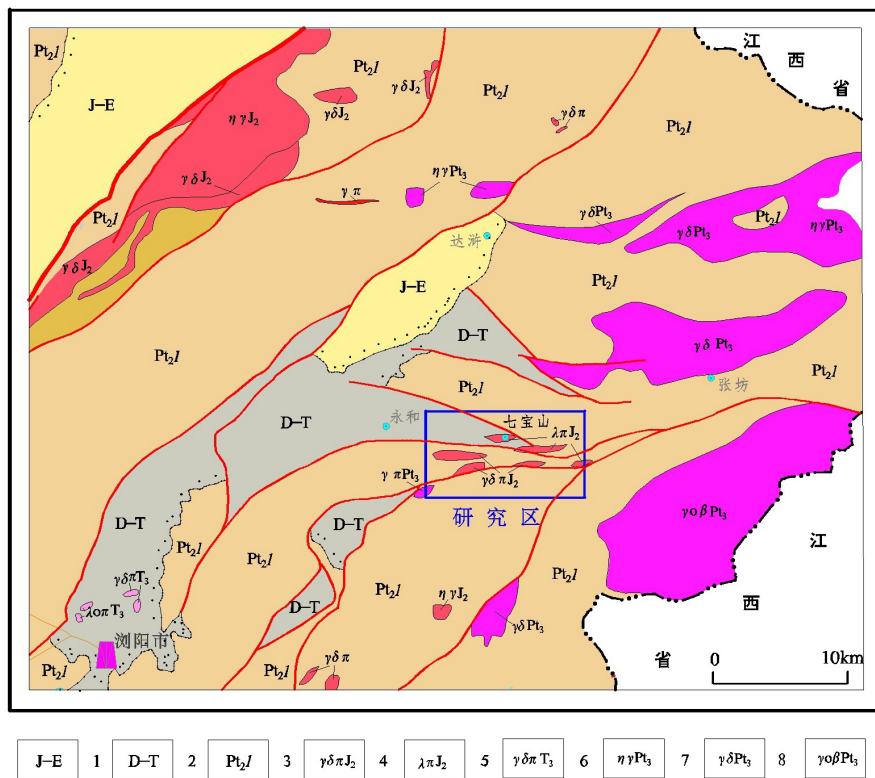 Pt₂l
J-E
ηγJ₂
γδJ₂
Pt₂l
γδJ₂
Pt₂l
γδJ₂
Pt₂l
γδπ
Pt₂l
江
西
省
Pt₂l
γδJ₂
γπ
ηγPt₃
γδPt₃
γδPt₃
Pt₂l
ηγPt₃
达浒
J-E
Pt₂l
Pt₂l
D-T
γδPt₃
张坊
Pt₂l
Pt₂l
D-T
永和
七宝山
λπJ₂
γπPt₃
γδπJ₂
研究区
D-T
D-T
Pt₂l
Pt₂l
Pt₂l
γoβPt₃
江
西
省
γδπT₃
λoπT₃
浏阳市
D-T
Pt₂l
ηγJ₂
γδPt₃
Pt₂l
Pt₂l
γδπ
0 10km
J-E 1 D-T 2 Pt₂l 3 γδπJ₂ 4 λπJ₂ 5 γδπT₃ 6 ηγPt₃ 7 γδPt₃ 8 γoβPt₃